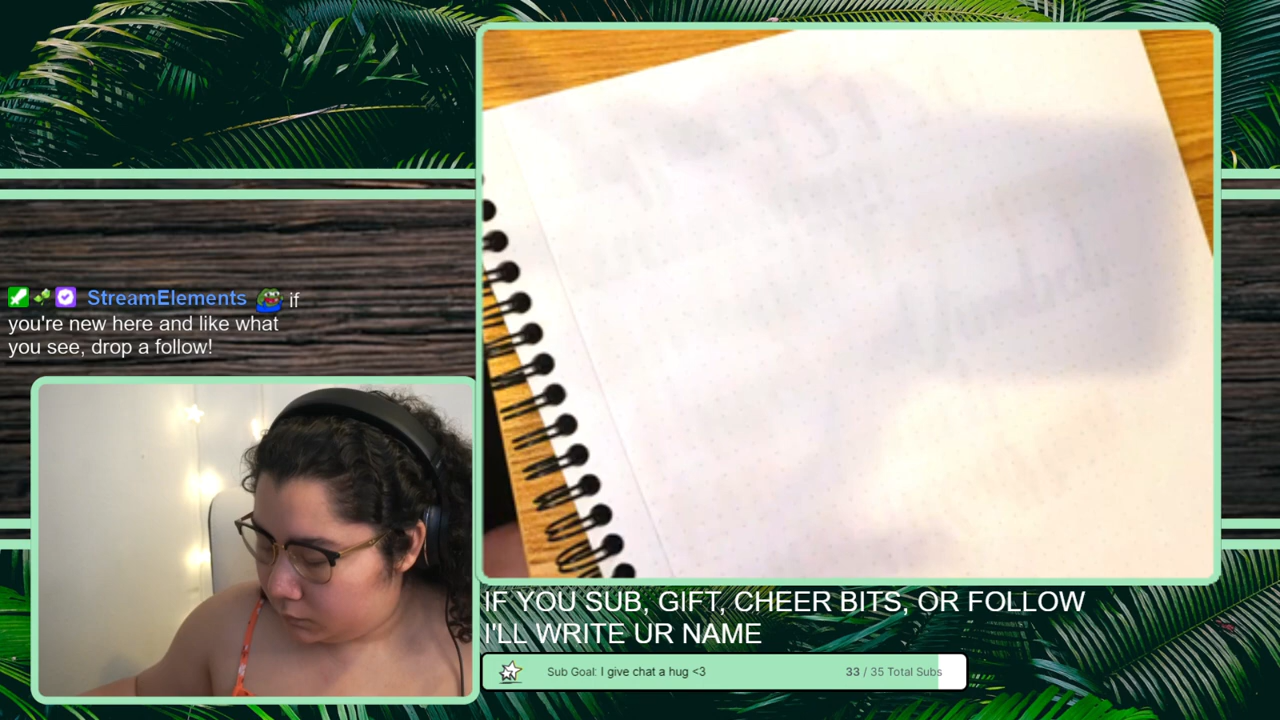 StreamElements if
you're new here and like what
you see, drop a follow!
IF YOU SUB, GIFT, CHEER BITS, OR FOLLOW
I'LL WRITE UR NAME
Sub Goal: I give chat a hug <3 33 / 35 Total Subs